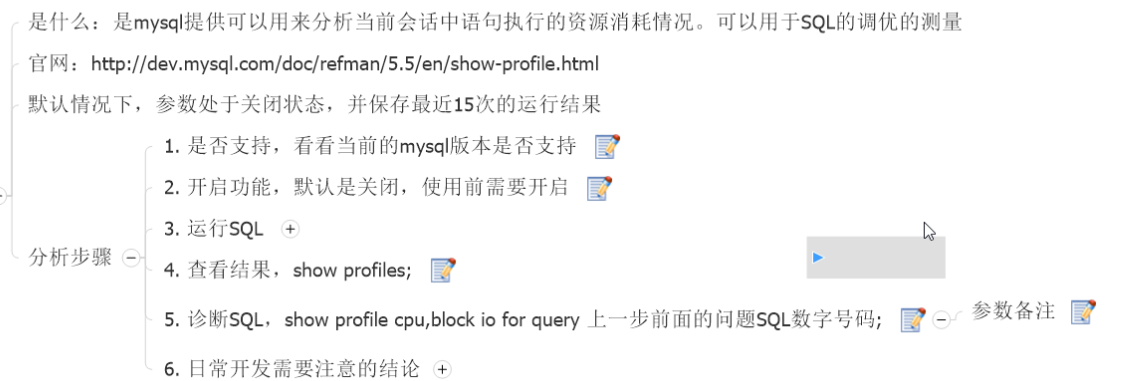 是什么：是mysql提供可以用来分析当前会话中语句执行的资源消耗情况。可以用于SQL的调优的测量
官网：http://dev.mysql.com/doc/refman/5.5/en/show-profile.html
默认情况下，参数处于关闭状态，并保存最近15次的运行结果
分析步骤
1. 是否支持，看看当前的mysql版本是否支持
2. 开启功能，默认是关闭，使用前需要开启
3. 运行SQL
4. 查看结果，show profiles;
5. 诊断SQL，show profile cpu,block io for query 上一步前面的问题SQL数字号码;
参数备注
6. 日常开发需要注意的结论